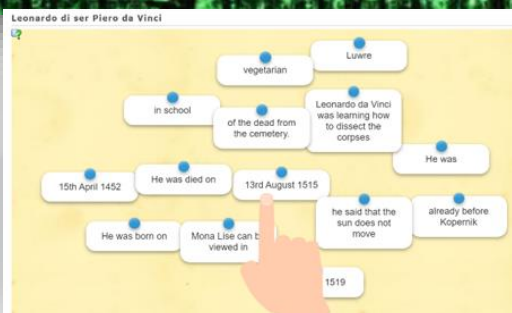 Leonardo di ser Piero da Vinci
Luwre
vegetarian
in school
of the dead from
the cemetery.
Leonardo da Vinci
was learning how
to dissect the
corpses
He was
15th April 1452
He was died on
13rd August 1515
he said that the
sun does not
move
already before
Kopernik
He was born on
Mona Lise can b
viewed in
1519